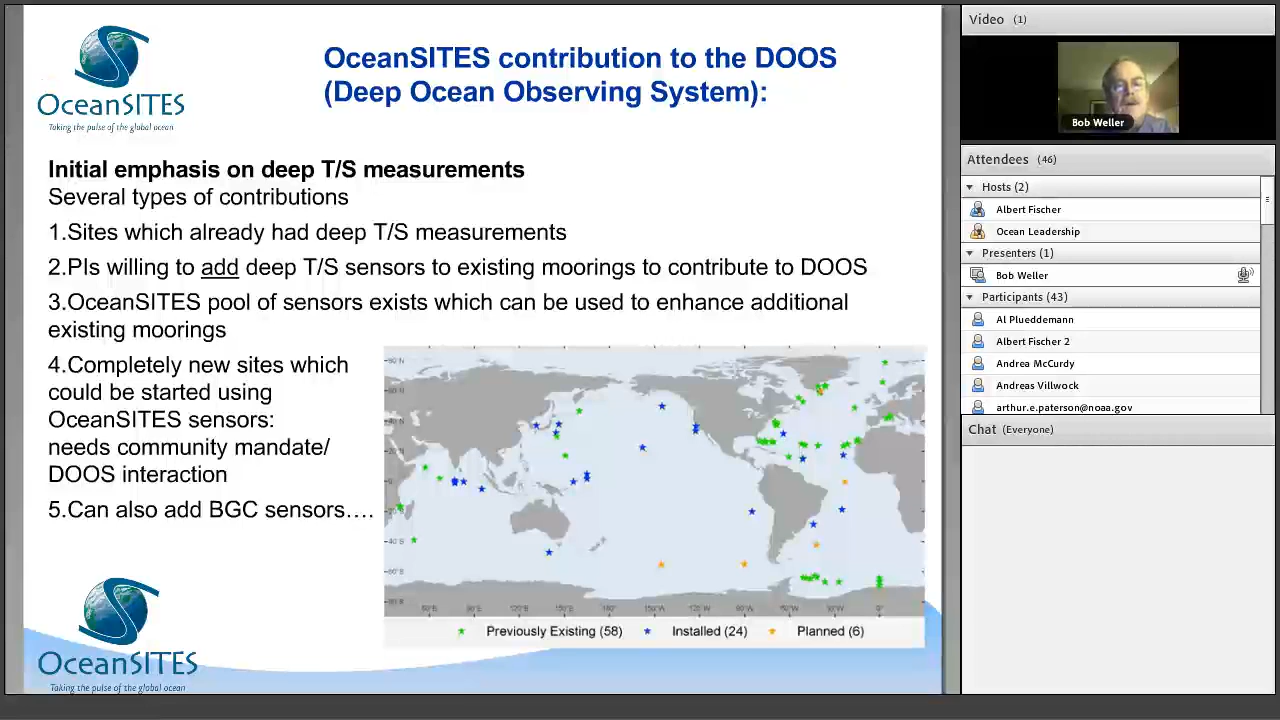 OceanSITES
Taking the pulse of the global ocean
OceanSITES contribution to the DOOS
(Deep Ocean Observing System):
Initial emphasis on deep T/S measurements
Several types of contributions
1.Sites which already had deep T/S measurements
2.PIs willing to add deep T/S sensors to existing moorings to contribute to DOOS
3.OceanSITES pool of sensors exists which can be used to enhance additional
existing moorings
4.Completely new sites which
could be started using
OceanSITES sensors:
needs community mandate/
DOOS interaction
5.Can also add BGC sensors….
Previously Existing (58) Installed (24) Planned (6)
OceanSITES
Taking the pulse of the global ocean
Video (1)
Bob Weller
Attendees (46)
Hosts (2)
Albert Fischer
Ocean Leadership
Presenters (1)
Bob Weller
Participants (43)
Al Plueddemann
Albert Fischer 2
Andrea McCurdy
Andreas Villwock
arthur.e.paterson@noaa.gov
Chat (Everyone)